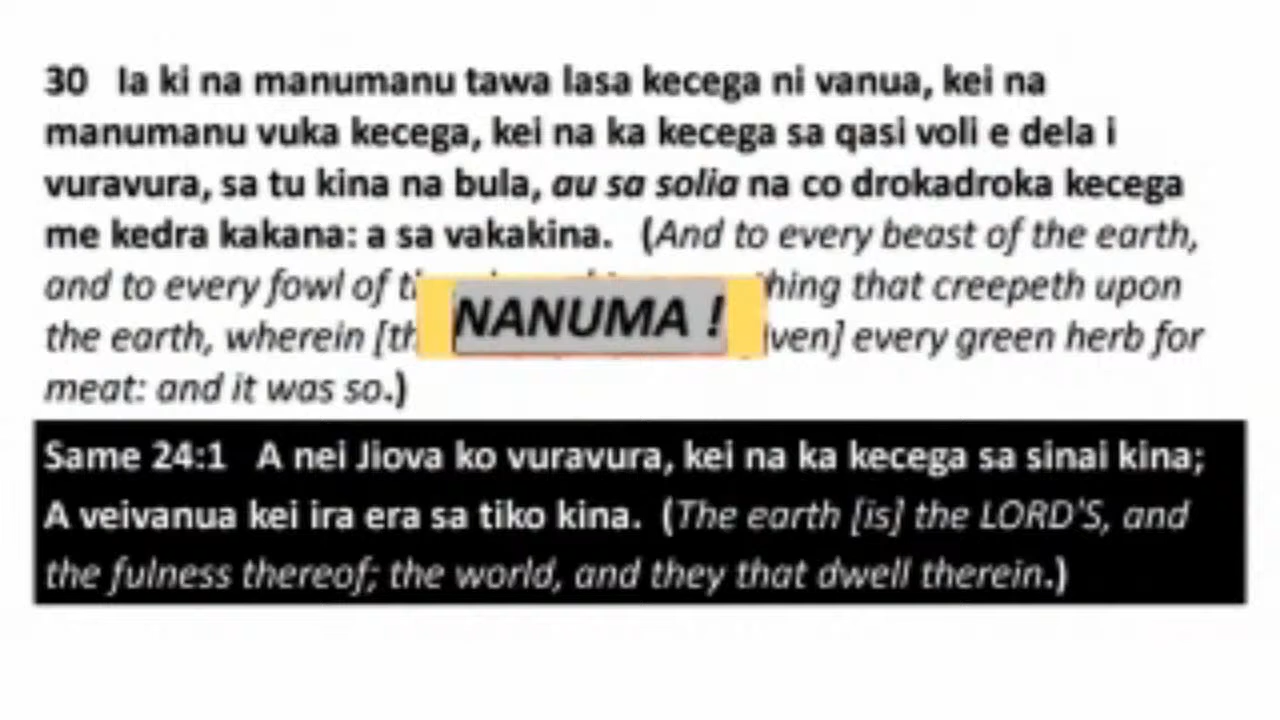 30 Ia ki na manumanu tawa lasa kecega ni vanua, kei na
manumanu vuka kecega, kei na ka kecega sa qasi voli e dela i
vuravura, sa tu kina na bula, au sa solia na co drokadroka kecega
me kedra kakana: a sa vakakina. (And to every beast of the earth,
and to every fowl of that creepeth upon
NANUMA !
the earth, wherein every green herb for
meat: and it was so.)
Same 24:1 A nei Jiova ko vuravura, kei na ka kecega sa sinai kina;
A veivanua kei ira era sa tiko kina. (The earth [is] the LORD'S, and
the fulness thereof; the world, and they that dwell therein.)